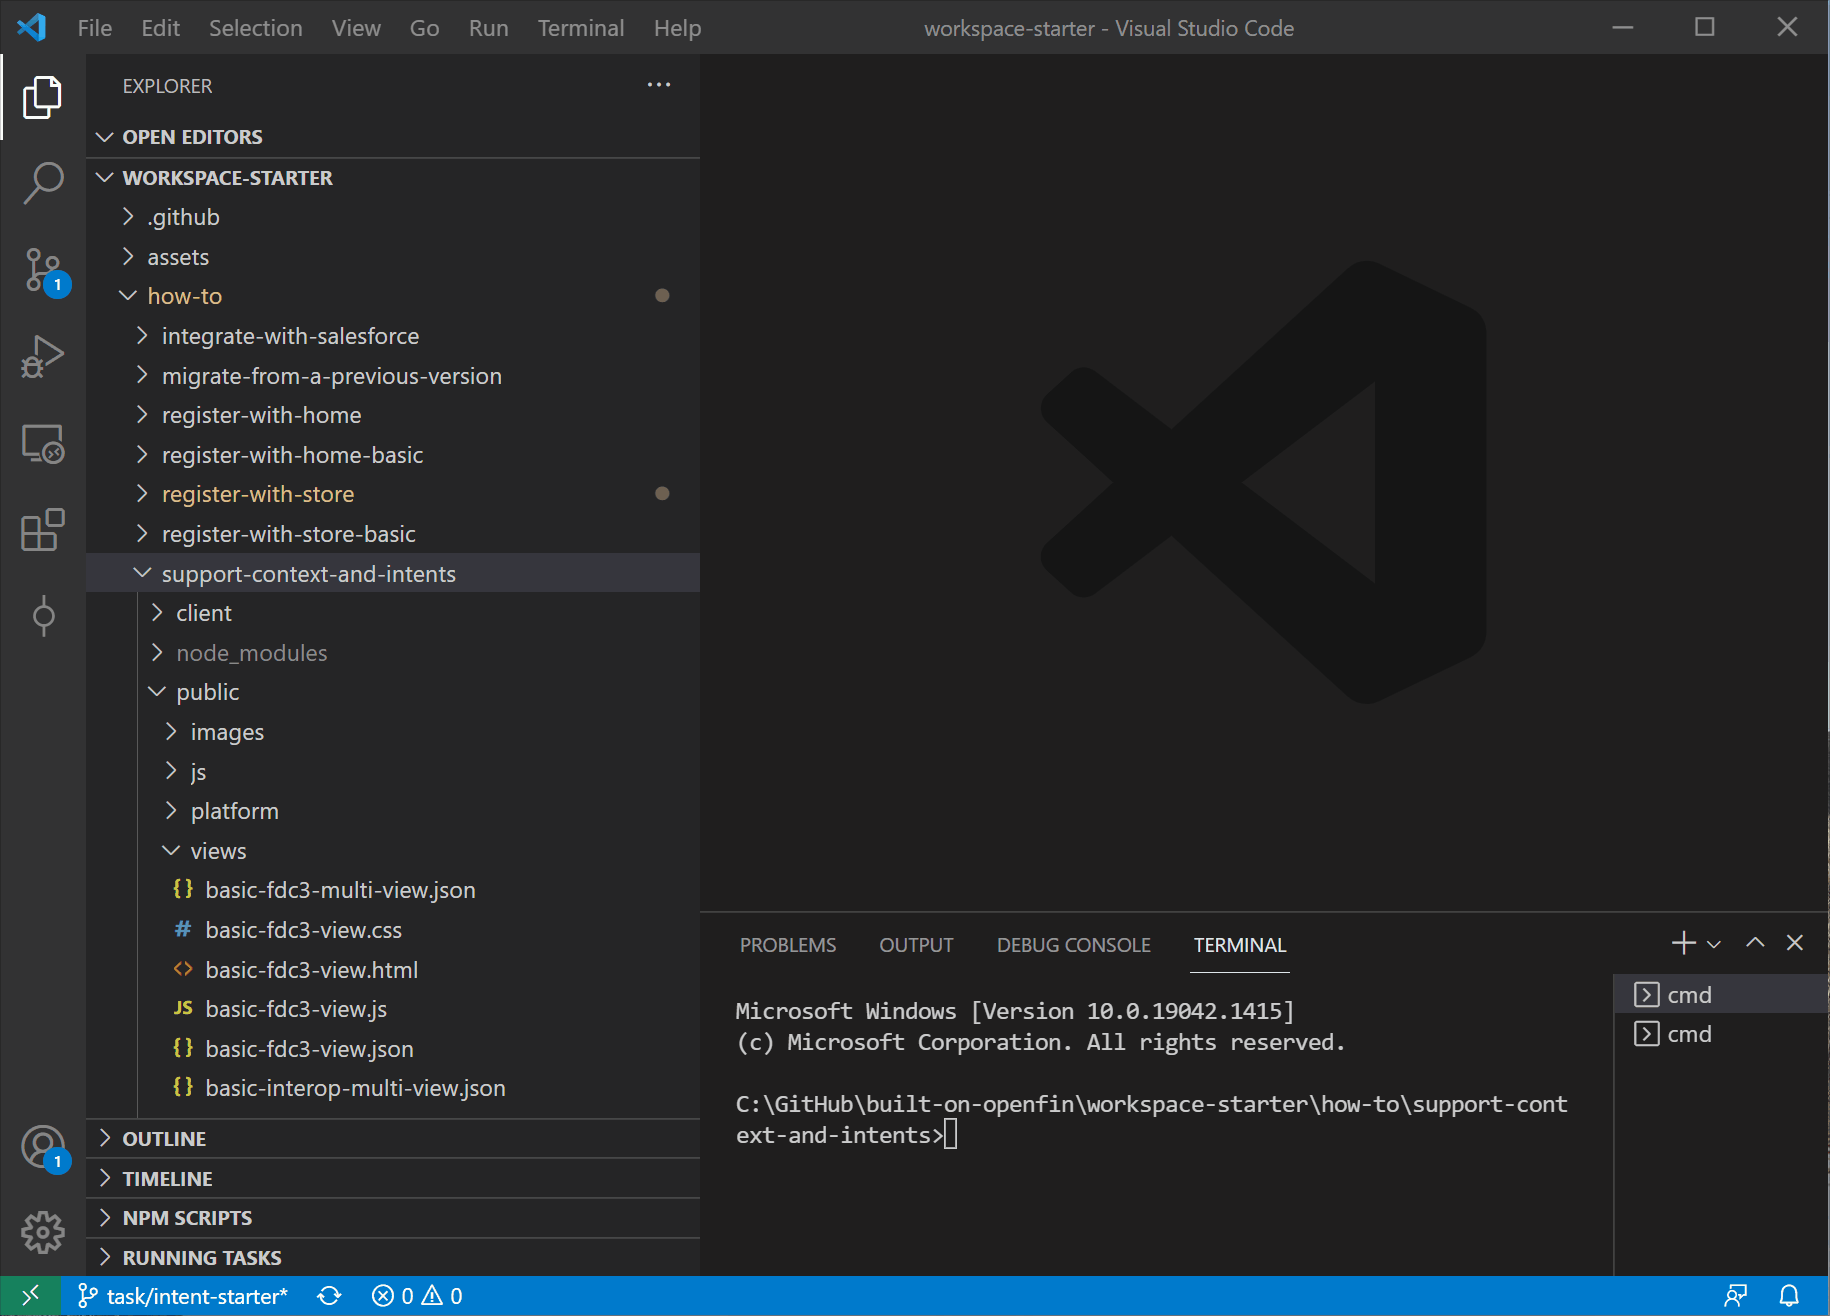 File Edit Selection View Go Run Terminal Help workspace-starter - Visual Studio Code
EXPLORER
OPEN EDITORS
WORKSPACE-STARTER
.github
assets
how-to
integrate-with-salesforce
migrate-from-a-previous-version
register-with-home
register-with-home-basic
register-with-store
register-with-store-basic
support-context-and-intents
client
node_modules
public
images
js
platform
views
{} basic-fdc3-multi-view.json
# basic-fdc3-view.css
<> basic-fdc3-view.html
JS basic-fdc3-view.js
{} basic-fdc3-view.json
{} basic-interop-multi-view.json
OUTLINE
TIMELINE
NPM SCRIPTS
RUNNING TASKS
1
1
PROBLEMS OUTPUT DEBUG CONSOLE TERMINAL
Microsoft Windows [Version 10.0.19042.1415]
(c) Microsoft Corporation. All rights reserved.
C:\GitHub\built-on-openfin\workspace-starter\how-to\support-cont
ext-and-intents>
cmd
cmd
task/intent-starter* 0 0